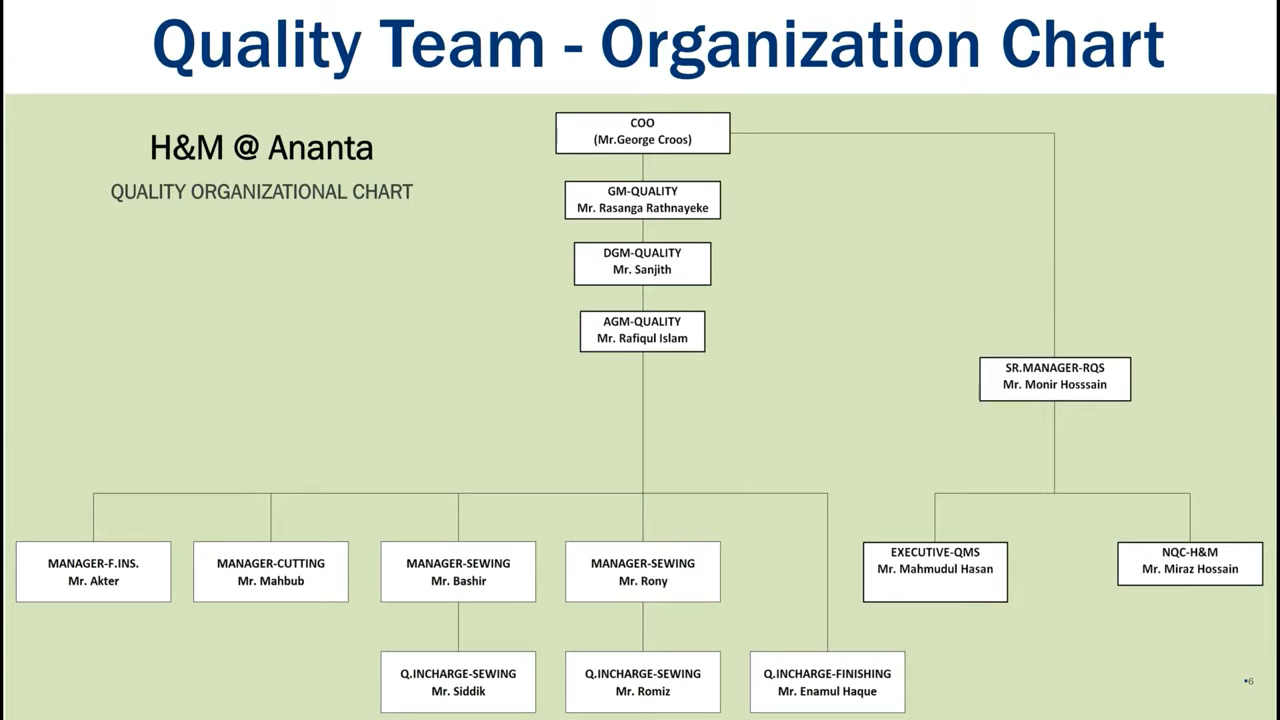 Quality Team - Organization Chart
H&M @ Ananta
QUALITY ORGANIZATIONAL CHART
COO
(Mr.George Croos)
GM-QUALITY
Mr. Rasanga Rathnayeke
DGM-QUALITY
Mr. Sanjith
AGM-QUALITY
Mr. Rafiqul Islam
SR.MANAGER-RQS
Mr. Monir Hosssain
MANAGER-F.INS.
Mr. Akter
MANAGER-CUTTING
Mr. Mahbub
MANAGER-SEWING
Mr. Bashir
MANAGER-SEWING
Mr. Rony
EXECUTIVE-QMS
Mr. Mahmudul Hasan
NQC-H&M
Mr. Miraz Hossain
Q.INCHARGE-SEWING
Mr. Siddik
Q.INCHARGE-SEWING
Mr. Romiz
Q.INCHARGE-FINISHING
Mr. Enamul Haque
▪6